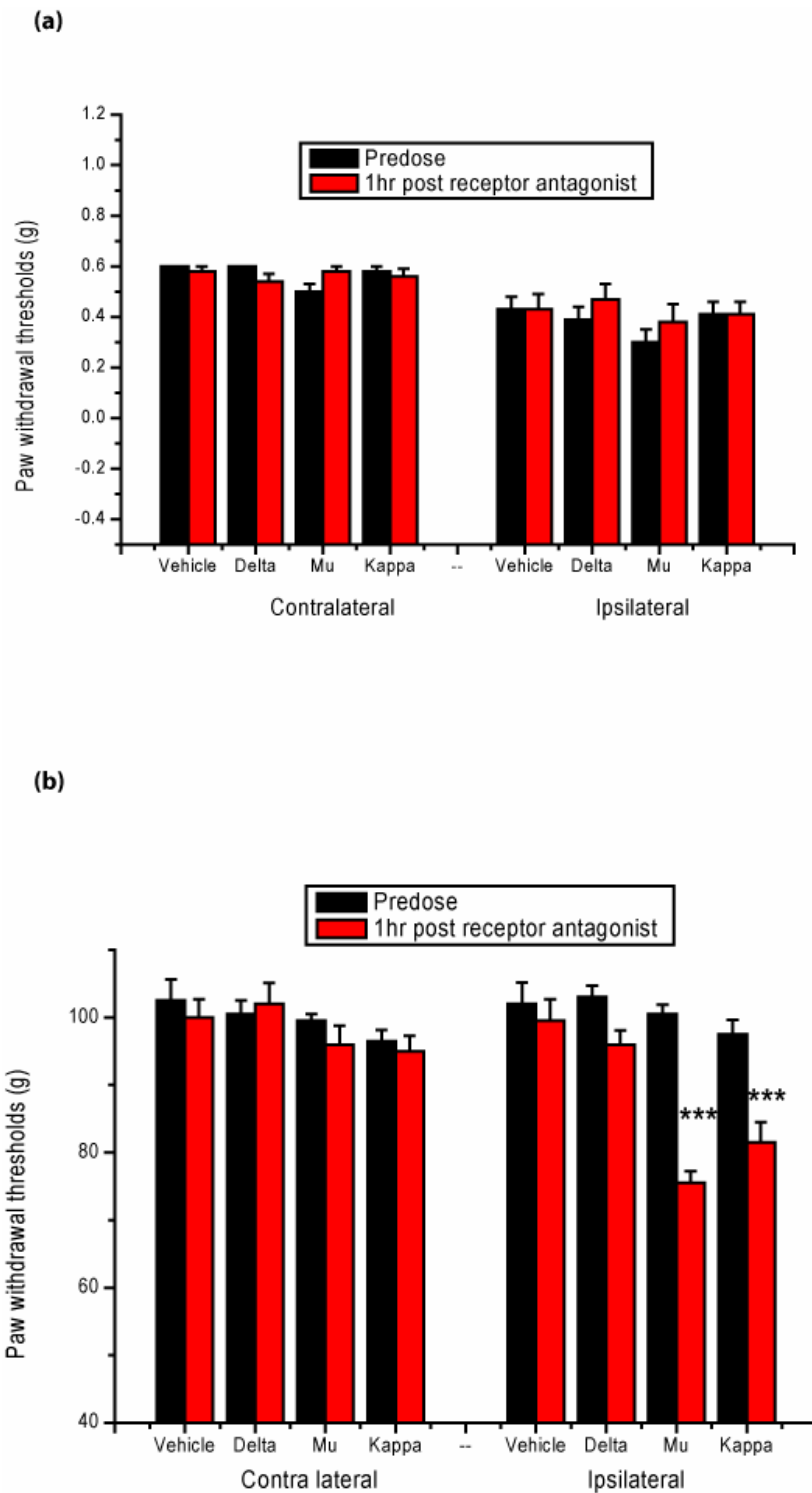 (a)
Predose
1hr post receptor antagonist
Paw withdrawal thresholds (g)
1.2
1.0
0.8
0.6
0.4
0.2
0.0
-0.2
-0.4
Vehicle Delta Mu Kappa -- Vehicle Delta Mu Kappa
Contralateral Ipsilateral
(b)
Predose
1hr post receptor antagonist
Paw withdrawal thresholds (g)
100
80
60
40
*** ***
Vehicle Delta Mu Kappa -- Vehicle Delta Mu Kappa
Contra lateral Ipsilateral